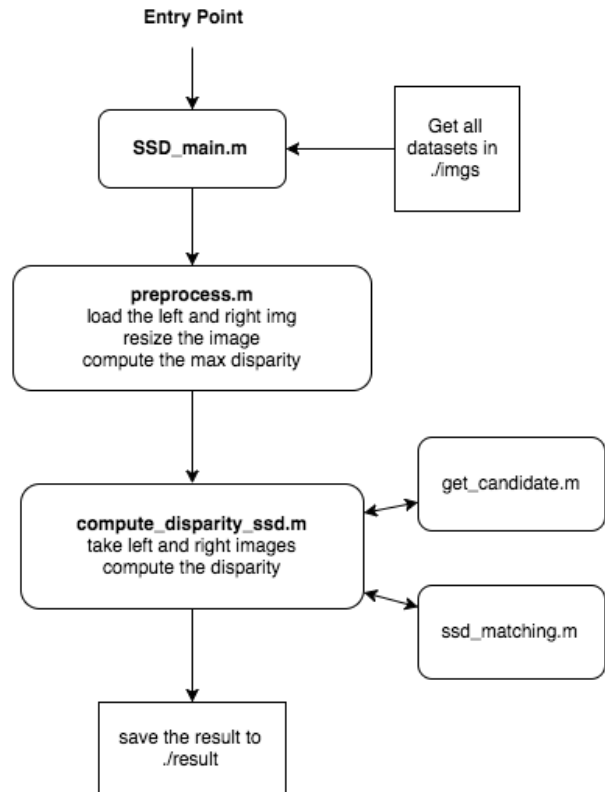 Entry Point
SSD_main.m
Get all
datasets in
./imgs
preprocess.m
load the left and right img
resize the image
compute the max disparity
compute_disparity_ssd.m
take left and right images
compute the disparity
get_candidate.m
ssd_matching.m
save the result to
./result